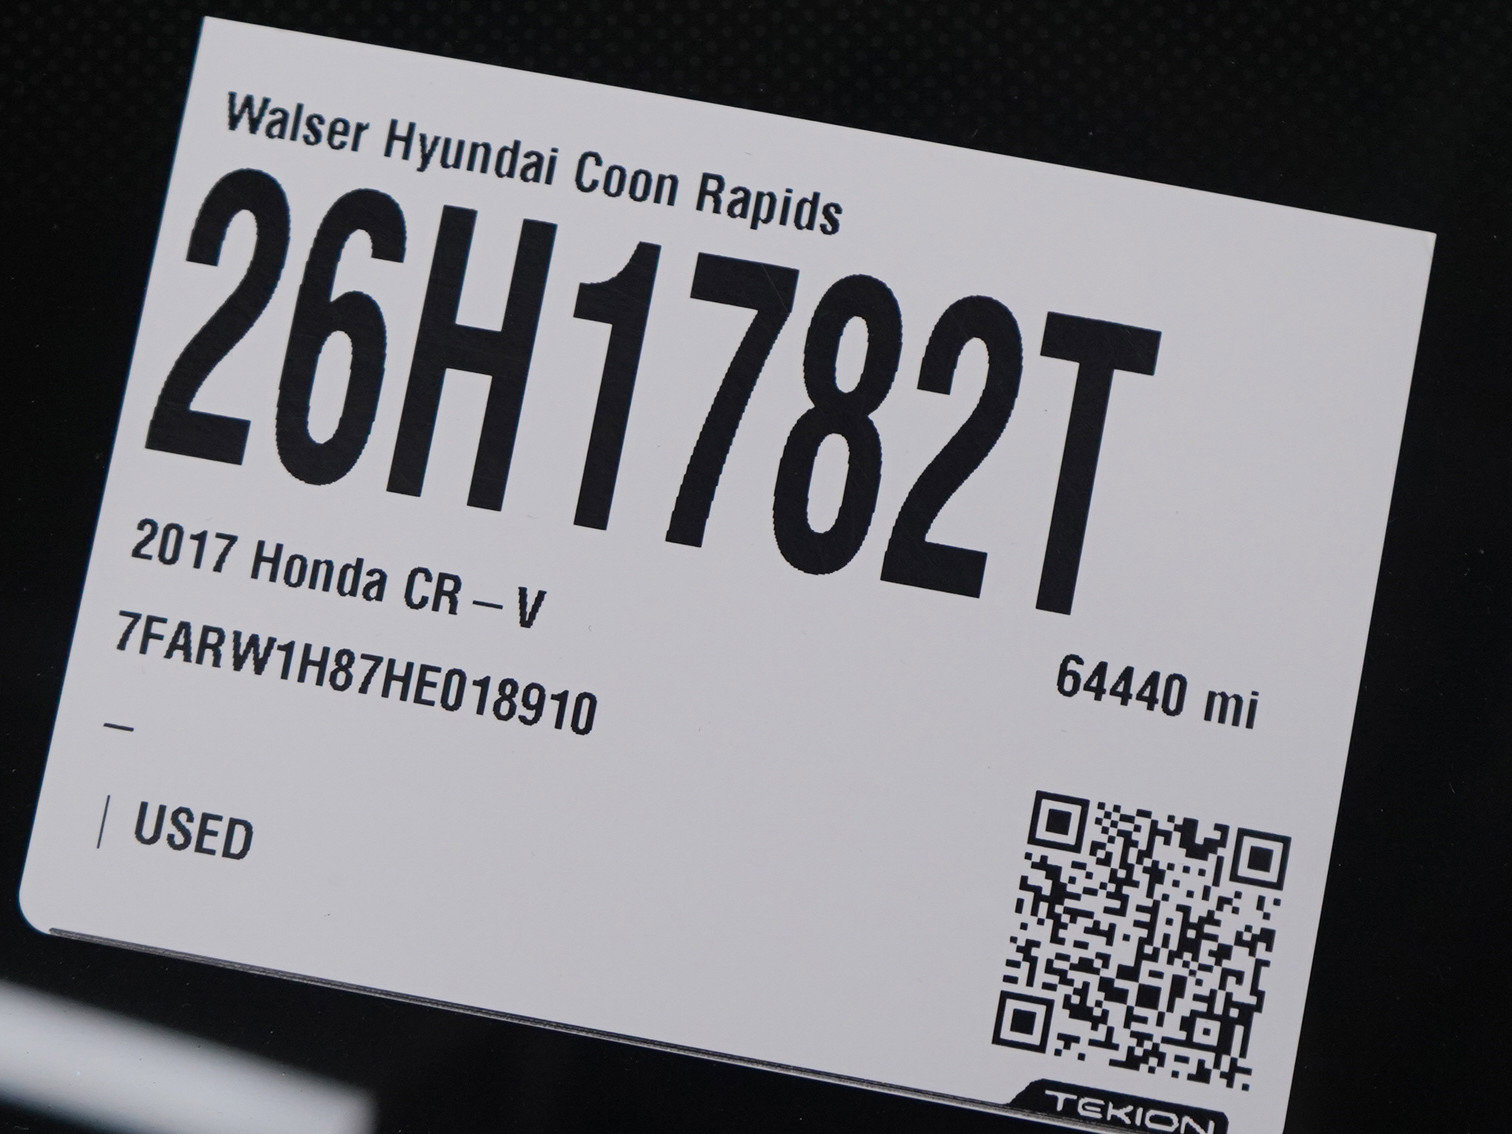 Walser Hyundai Coon Rapids
26H1782T
2017 Honda CR – V
7FARW1H87HE018910
64440 mi
–
| USED
TEKION